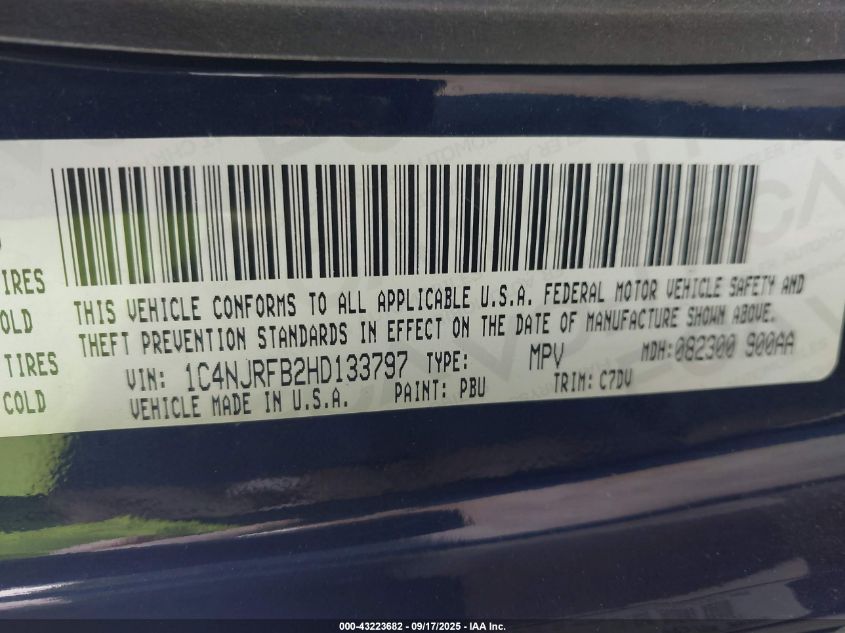 IRES
OLD
TIRES
COLD
THIS VEHICLE CONFORMS TO ALL APPLICABLE U.S.A. FEDERAL MOTOR VEHICLE SAFETY AND
THEFT PREVENTION STANDARDS IN EFFECT ON THE DATE OF MANUFACTURE SHOWN ABOVE.
VIN: 1C4NJRFB2HD133797 TYPE: MPV MDH:082300 900AA
VEHICLE MADE IN U.S.A. PAINT: PBU TRIM: C7DV
000-43223682 - 09/17/2025 - IAA Inc.